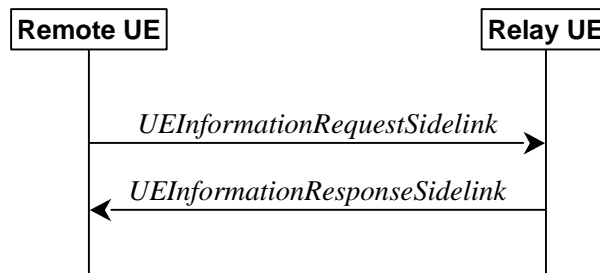 Remote UE
Relay UE
UEInformationRequestSidelink
UEInformationResponseSidelink